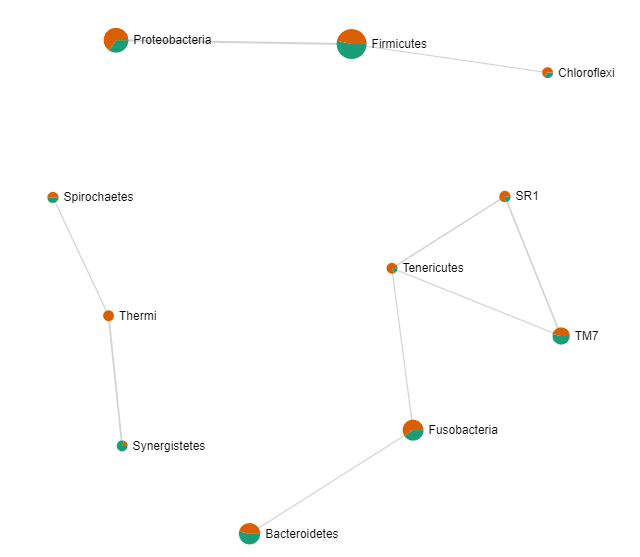 Proteobacteria
Firmicutes
Chloroflexi
Spirochaetes
SR1
Tenericutes
Thermi
TM7
Fusobacteria
Synergistetes
Bacteroidetes